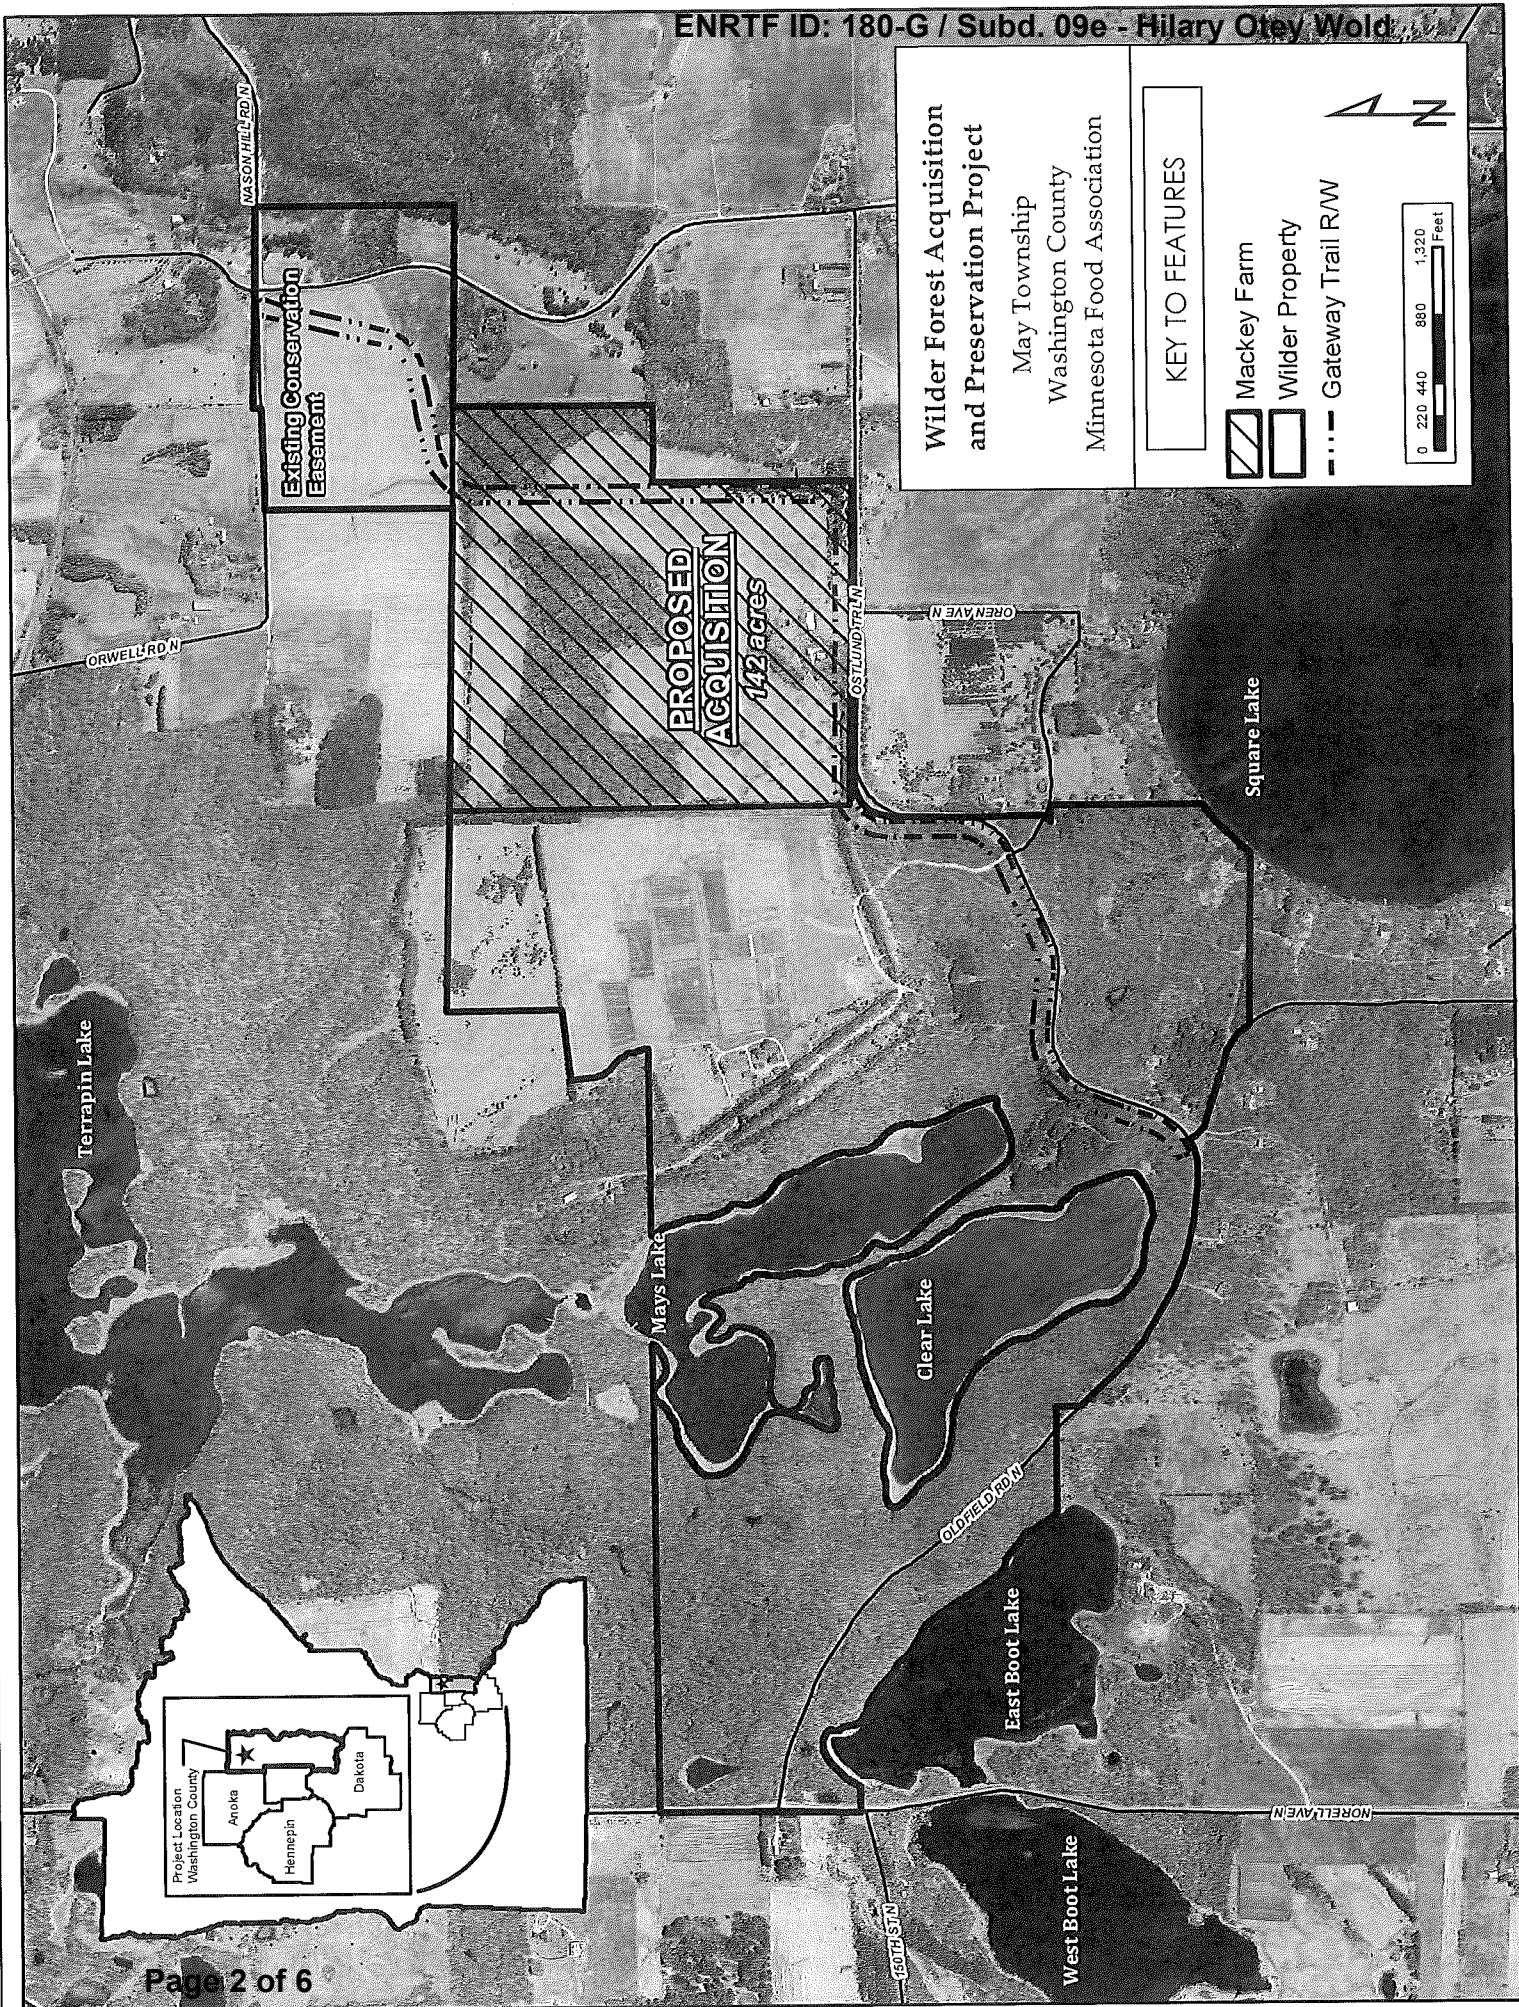 ENRTF ID: 180-G / Subd. 09e - Hilary Otey Wold
Wilder Forest Acquisition
and Preservation Project
May Township
Washington County
Minnesota Food Association
KEY TO FEATURES
Mackey Farm
Wilder Property
Gateway Trail R/W
0 220 440 880 1,320
Feet
N
NASON HILL RD N
Existing Conservation
Easement
ORWELL RD N
PROPOSED
ACQUISITION
142 acres
OSTLUND TRL N
OREN AVE N
Square Lake
Terrapin Lake
Mays Lake
Clear Lake
OLDFIELD RD N
East Boot Lake
West Boot Lake
NORELL AVE N
150TH ST N
Project Location
Washington County
Anoka
Hennepin
Dakota
Page 2 of 6